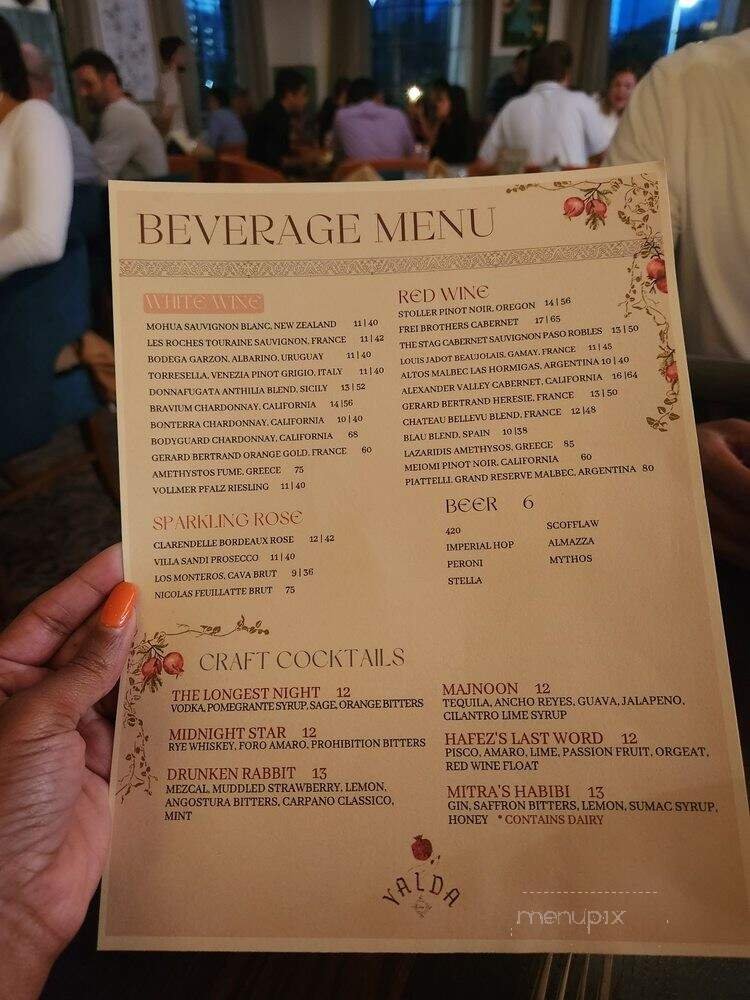 BEVERAGE MENU
WHITE WINE
MOHUA SAUVIGNON BLANC, NEW ZEALAND 11 | 40
LES ROCHES TOURAINE SAUVIGNON, FRANCE 11 | 42
BODEGA GARZON, ALBARINO, URUGUAY 11 | 40
TORRESELLA, VENEZIA PINOT GRIGIO, ITALY 11 | 40
DONNAFUGATA ANTHILIA BLEND, SICILY 13 | 52
BRAVIUM CHARDONNAY, CALIFORNIA 14 | 56
BONTERRA CHARDONNAY, CALIFORNIA 10 | 40
BODYGUARD CHARDONNAY, CALIFORNIA 68
GERARD BERTRAND ORANGE GOLD, FRANCE 60
AMETHYSTOS FUME, GREECE 75
VOLLMER PFALZ RIESLING 11 | 40
SPARKLING ROSE
CLARENDELLE BORDEAUX ROSE 12 | 42
VILLA SANDI PROSECCO 11 | 40
LOS MONTEROS, CAVA BRUT 9 | 36
NICOLAS FEUILLATTE BRUT 75
RED WINE
STOLLER PINOT NOIR, OREGON 14 | 56
FREI BROTHERS CABERNET 17 | 65
THE STAG CABERNET SAUVIGNON PASO ROBLES 13 | 50
LOUIS JADOT BEAUJOLAIS, GAMAY, FRANCE 11 | 45
ALTOS MALBEC LAS HORMIGAS, ARGENTINA 10 | 40
ALEXANDER VALLEY CABERNET, CALIFORNIA 16 | 64
GERARD BERTRAND HERESIE, FRANCE 13 | 50
CHATEAU BELLEVU BLEND, FRANCE 12 | 48
BLAU BLEND, SPAIN 10 | 38
LAZARIDIS AMETHYSOS, GREECE 85
MEIOMI PINOT NOIR, CALIFORNIA 60
PIATTELLI, GRAND RESERVE MALBEC, ARGENTINA 80
BEER 6
420
IMPERIAL HOP
PERONI
STELLA
SCOFFLAW
ALMAZZA
MYTHOS
CRAFT COCKTAILS
THE LONGEST NIGHT 12
VODKA, POMEGRANTE SYRUP, SAGE, ORANGE BITTERS
MIDNIGHT STAR 12
RYE WHISKEY, FORO AMARO, PROHIBITION BITTERS
DRUNKEN RABBIT 13
MEZCAL, MUDDLED STRAWBERRY, LEMON,
ANGOSTURA BITTERS, CARPANO CLASSICO,
MINT
MAJNOON 12
TEQUILA, ANCHO REYES, GUAVA, JALAPENO,
CILANTRO LIME SYRUP
HAFEZ'S LAST WORD 12
PISCO, AMARO, LIME, PASSION FRUIT, ORGEAT,
RED WINE FLOAT
MITRA'S HABIBI 13
GIN, SAFFRON BITTERS, LEMON, SUMAC SYRUP,
HONEY * CONTAINS DAIRY
YALDA
menupix